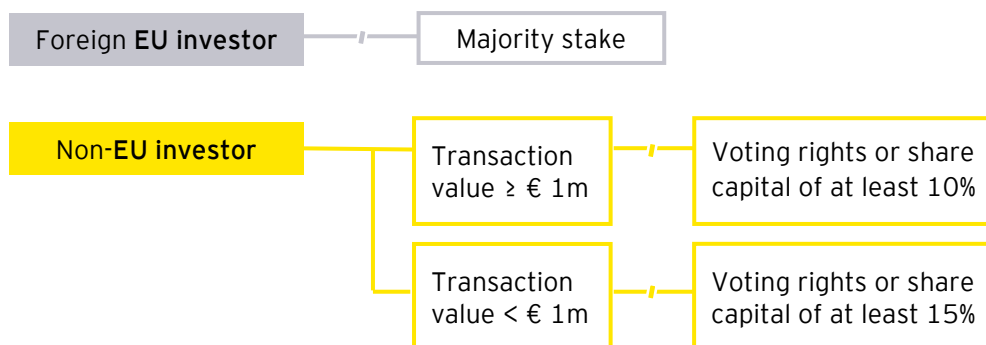 Foreign EU investor
Majority stake
Non-EU investor
Transaction
value ≥ € 1m
Voting rights or share
capital of at least 10%
Transaction
value < € 1m
Voting rights or share
capital of at least 15%